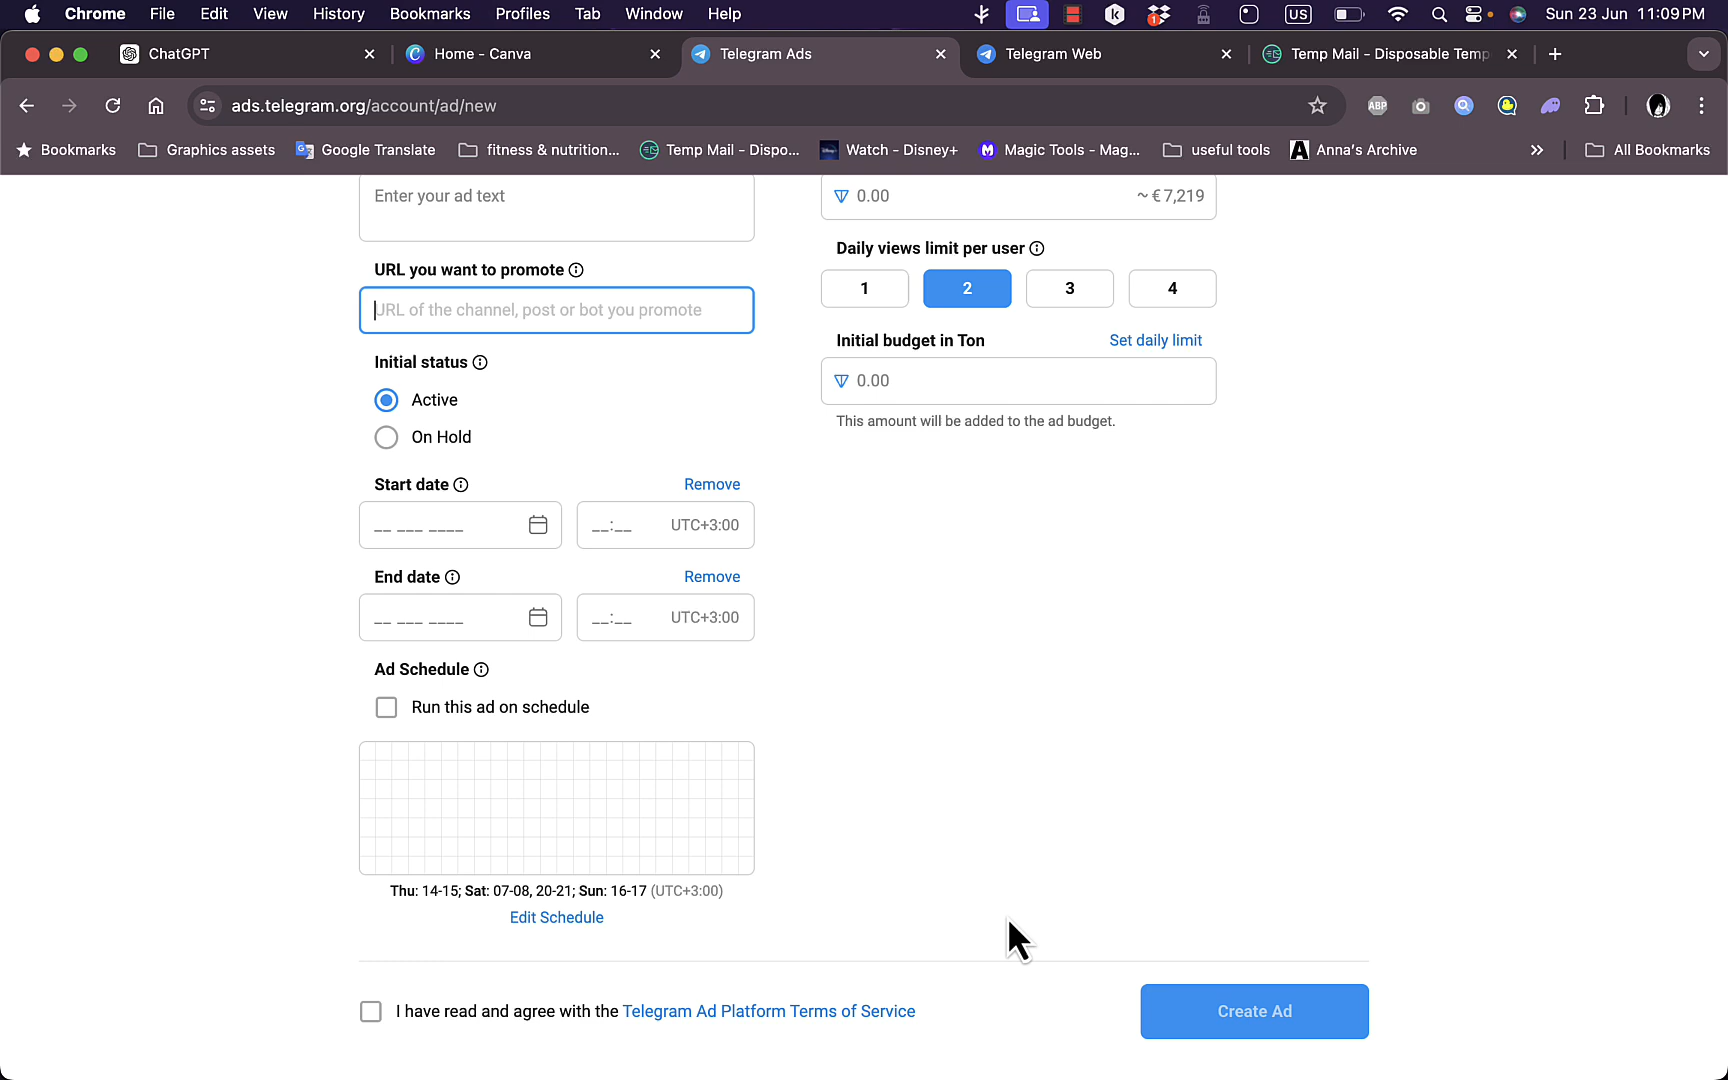 Chrome File Edit View History Bookmarks Profiles Tab Window Help US Sun 23 Jun 11:09 PM
ChatGPT Home - Canva Telegram Ads Telegram Web Temp Mail - Disposable Temp
ads.telegram.org/account/ad/new ABP
Bookmarks Graphics assets Google Translate fitness & nutrition... Temp Mail - Dispo... Watch - Disney+ Magic Tools - Mag... useful tools Anna's Archive All Bookmarks
Enter your ad text
0.00 ~€7,219
Daily views limit per user
1 2 3 4
URL you want to promote
URL of the channel, post or bot you promote
Initial budget in Ton Set daily limit
0.00
This amount will be added to the ad budget.
Initial status
Active
On Hold
Start date Remove
__ ___ ____ __:__ UTC+3:00
End date Remove
__ ___ ____ __:__ UTC+3:00
Ad Schedule
Run this ad on schedule
Thu: 14-15; Sat: 07-08, 20-21; Sun: 16-17 (UTC+3:00)
Edit Schedule
I have read and agree with the Telegram Ad Platform Terms of Service
Create Ad